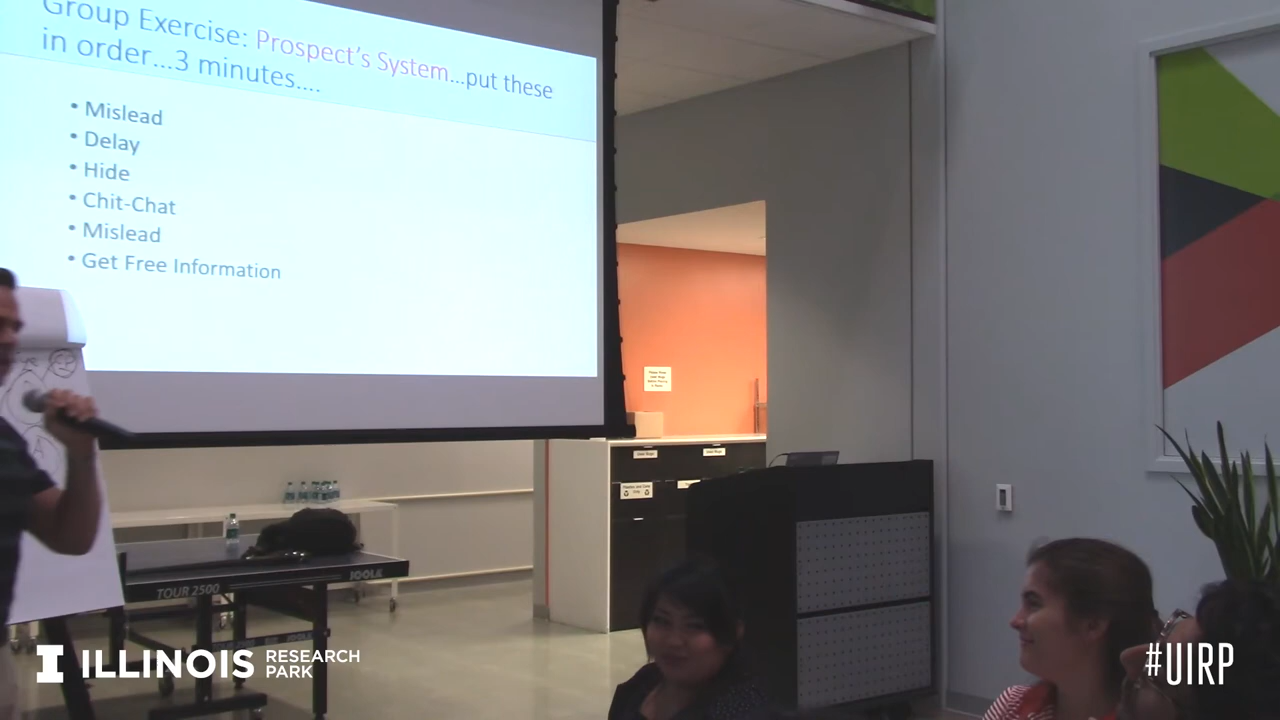 Group Exercise: Prospect's System...put these
in order...3 minutes....
• Mislead
• Delay
• Hide
• Chit-Chat
• Mislead
• Get Free Information
TOUR 2500
JOOLA
JOOLA
I ILLINOIS RESEARCH PARK
#UIRP